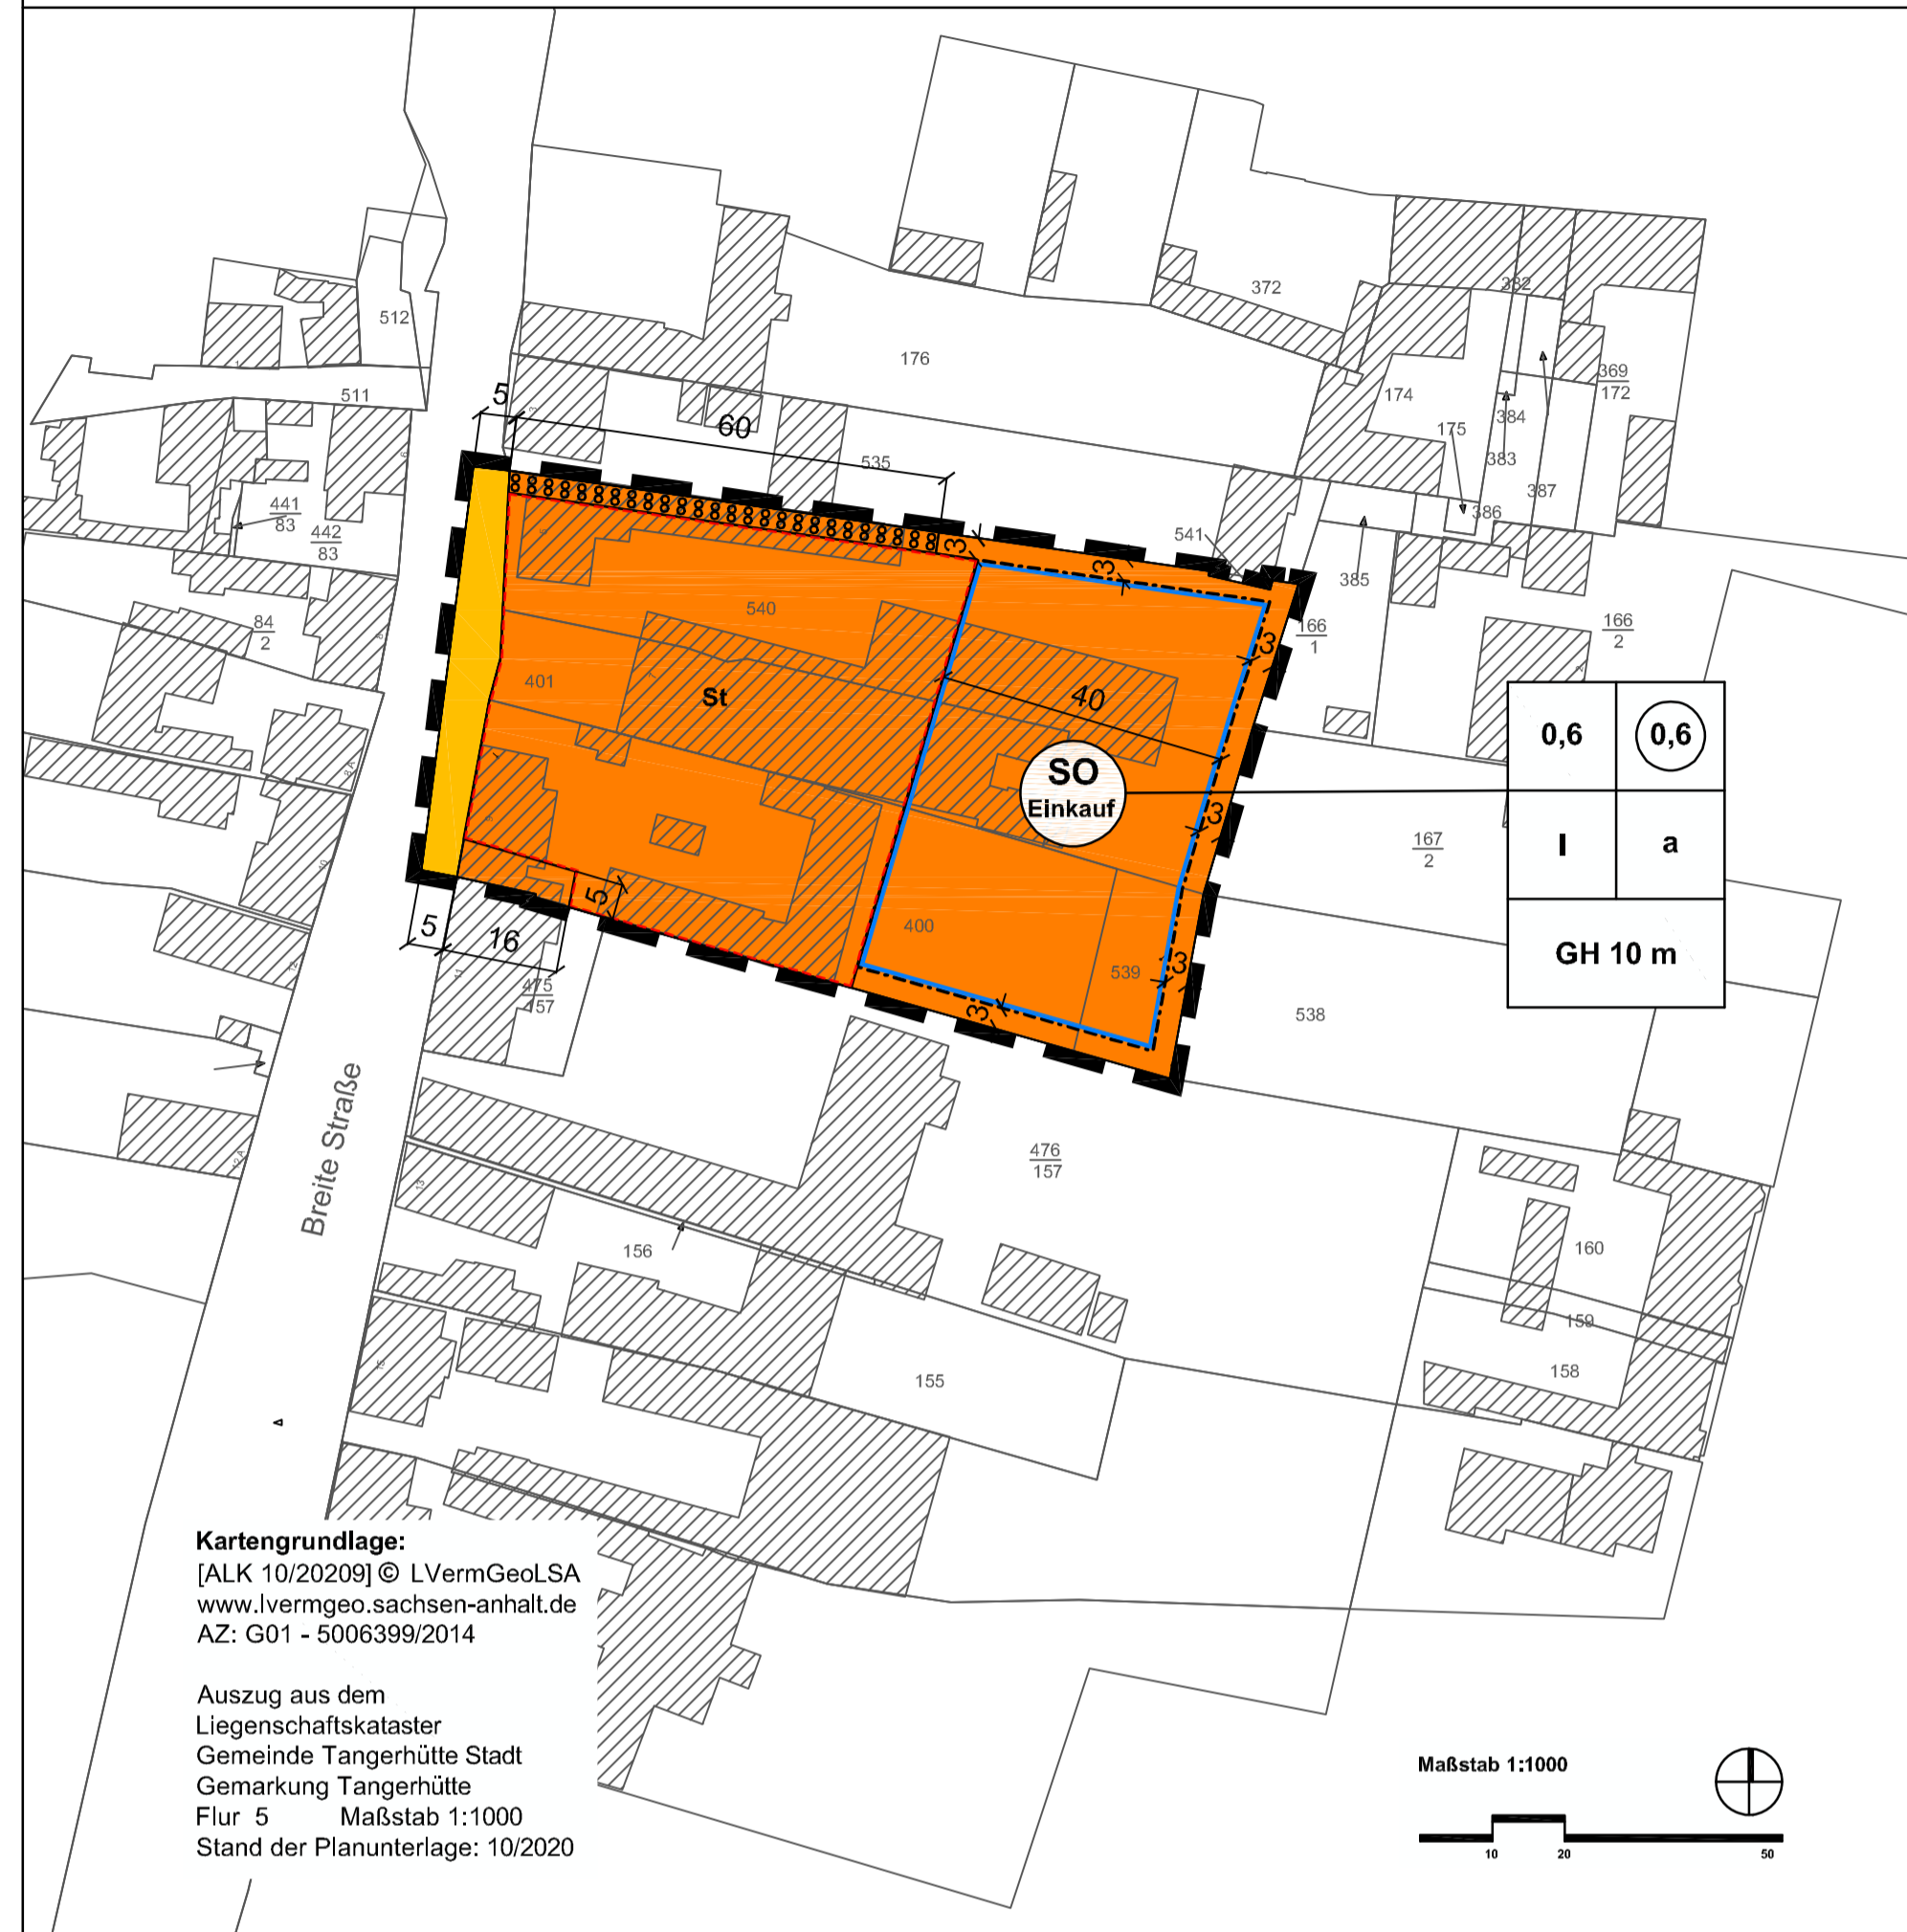 372
382
512
176
369
172
511
174
384
175
5
60
383
387
535
386
441
83
442
83
541
3
3
385
540
84
2
166
1
166
2
3
401
St
40
0,6
0,6
SO
Einkauf
3
167
2
I
a
5
400
5
16
GH 10 m
539
3
475
157
3
538
Breite Straße
476
157
156
160
159
158
155
Kartengrundlage:
[ALK 10/20209] © LVermGeoLSA
www.lvermgeo.sachsen-anhalt.de
AZ: G01 - 5006399/2014
Auszug aus dem
Liegenschaftskataster
Gemeinde Tangerhütte Stadt
Gemarkung Tangerhütte
Flur 5 Maßstab 1:1000
Stand der Planunterlage: 10/2020
Maßstab 1:1000
10 20 50